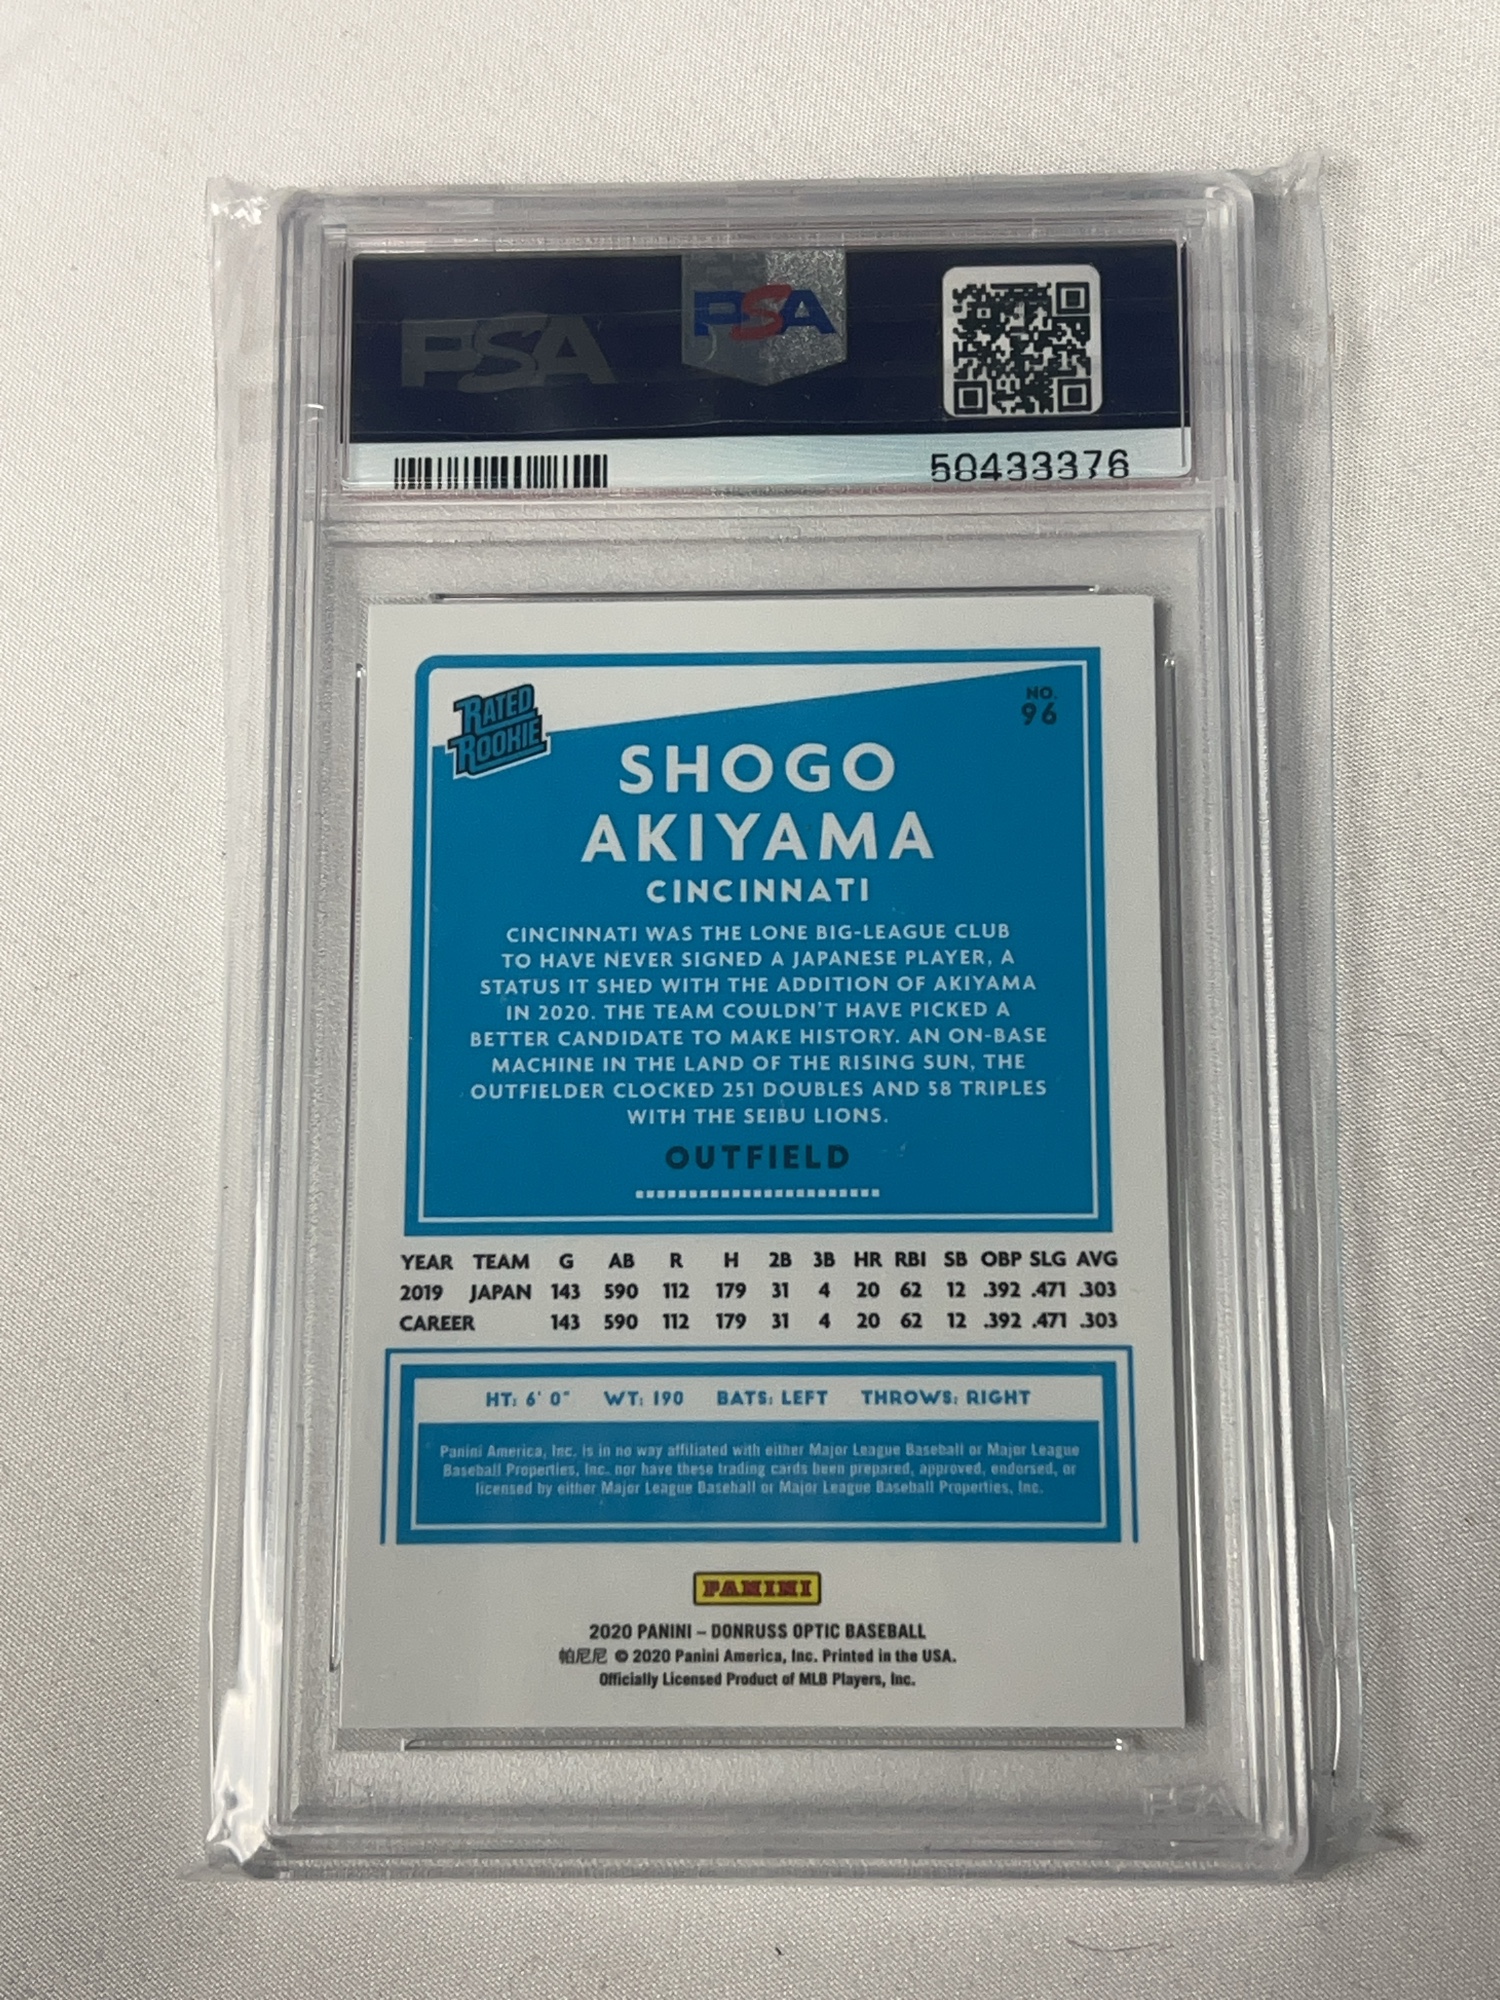 PSA
PSA
50433376
RATED
ROOKIE
NO.
96
SHOGO
AKIYAMA
CINCINNATI
CINCINNATI WAS THE LONE BIG-LEAGUE CLUB
TO HAVE NEVER SIGNED A JAPANESE PLAYER, A
STATUS IT SHED WITH THE ADDITION OF AKIYAMA
IN 2020. THE TEAM COULDN'T HAVE PICKED A
BETTER CANDIDATE TO MAKE HISTORY. AN ON-BASE
MACHINE IN THE LAND OF THE RISING SUN, THE
OUTFIELDER CLOCKED 251 DOUBLES AND 58 TRIPLES
WITH THE SEIBU LIONS.
OUTFIELD
YEAR TEAM G AB R H 2B 3B HR RBI SB OBP SLG AVG
2019 JAPAN 143 590 112 179 31 4 20 62 12 .392 .471 .303
CAREER 143 590 112 179 31 4 20 62 12 .392 .471 .303
HT: 6' 0" WT: 190 BATS: LEFT THROWS: RIGHT
Panini America, Inc. is in no way affiliated with either Major League Baseball or Major League
Baseball Properties, Inc. nor have these trading cards been prepared, approved, endorsed, or
licensed by either Major League Baseball or Major League Baseball Properties, Inc.
PANINI
2020 PANINI – DONRUSS OPTIC BASEBALL
帕尼尼 © 2020 Panini America, Inc. Printed in the USA.
Officially Licensed Product of MLB Players, Inc.
PSA